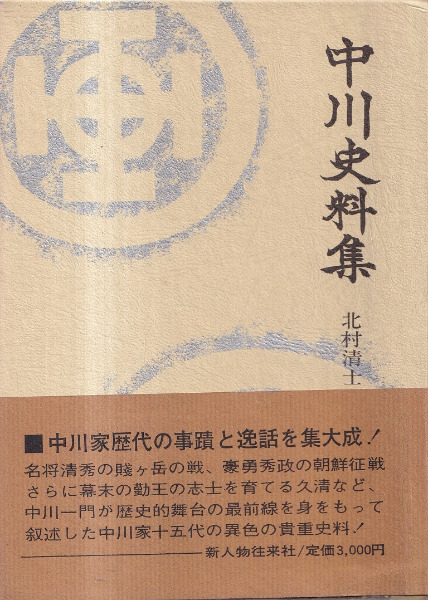 中川史料集
北村清士
■中川家歴代の事蹟と逸話を集大成！
名将清秀の賤ヶ岳の戦、豪勇秀政の朝鮮征戦
さらに幕末の勤王の志士を育てる久清など、
中川一門が歴史的舞台の最前線を身をもって
叙述した中川家十五代の異色の貴重史料！
新人物往来社/定価3,000円